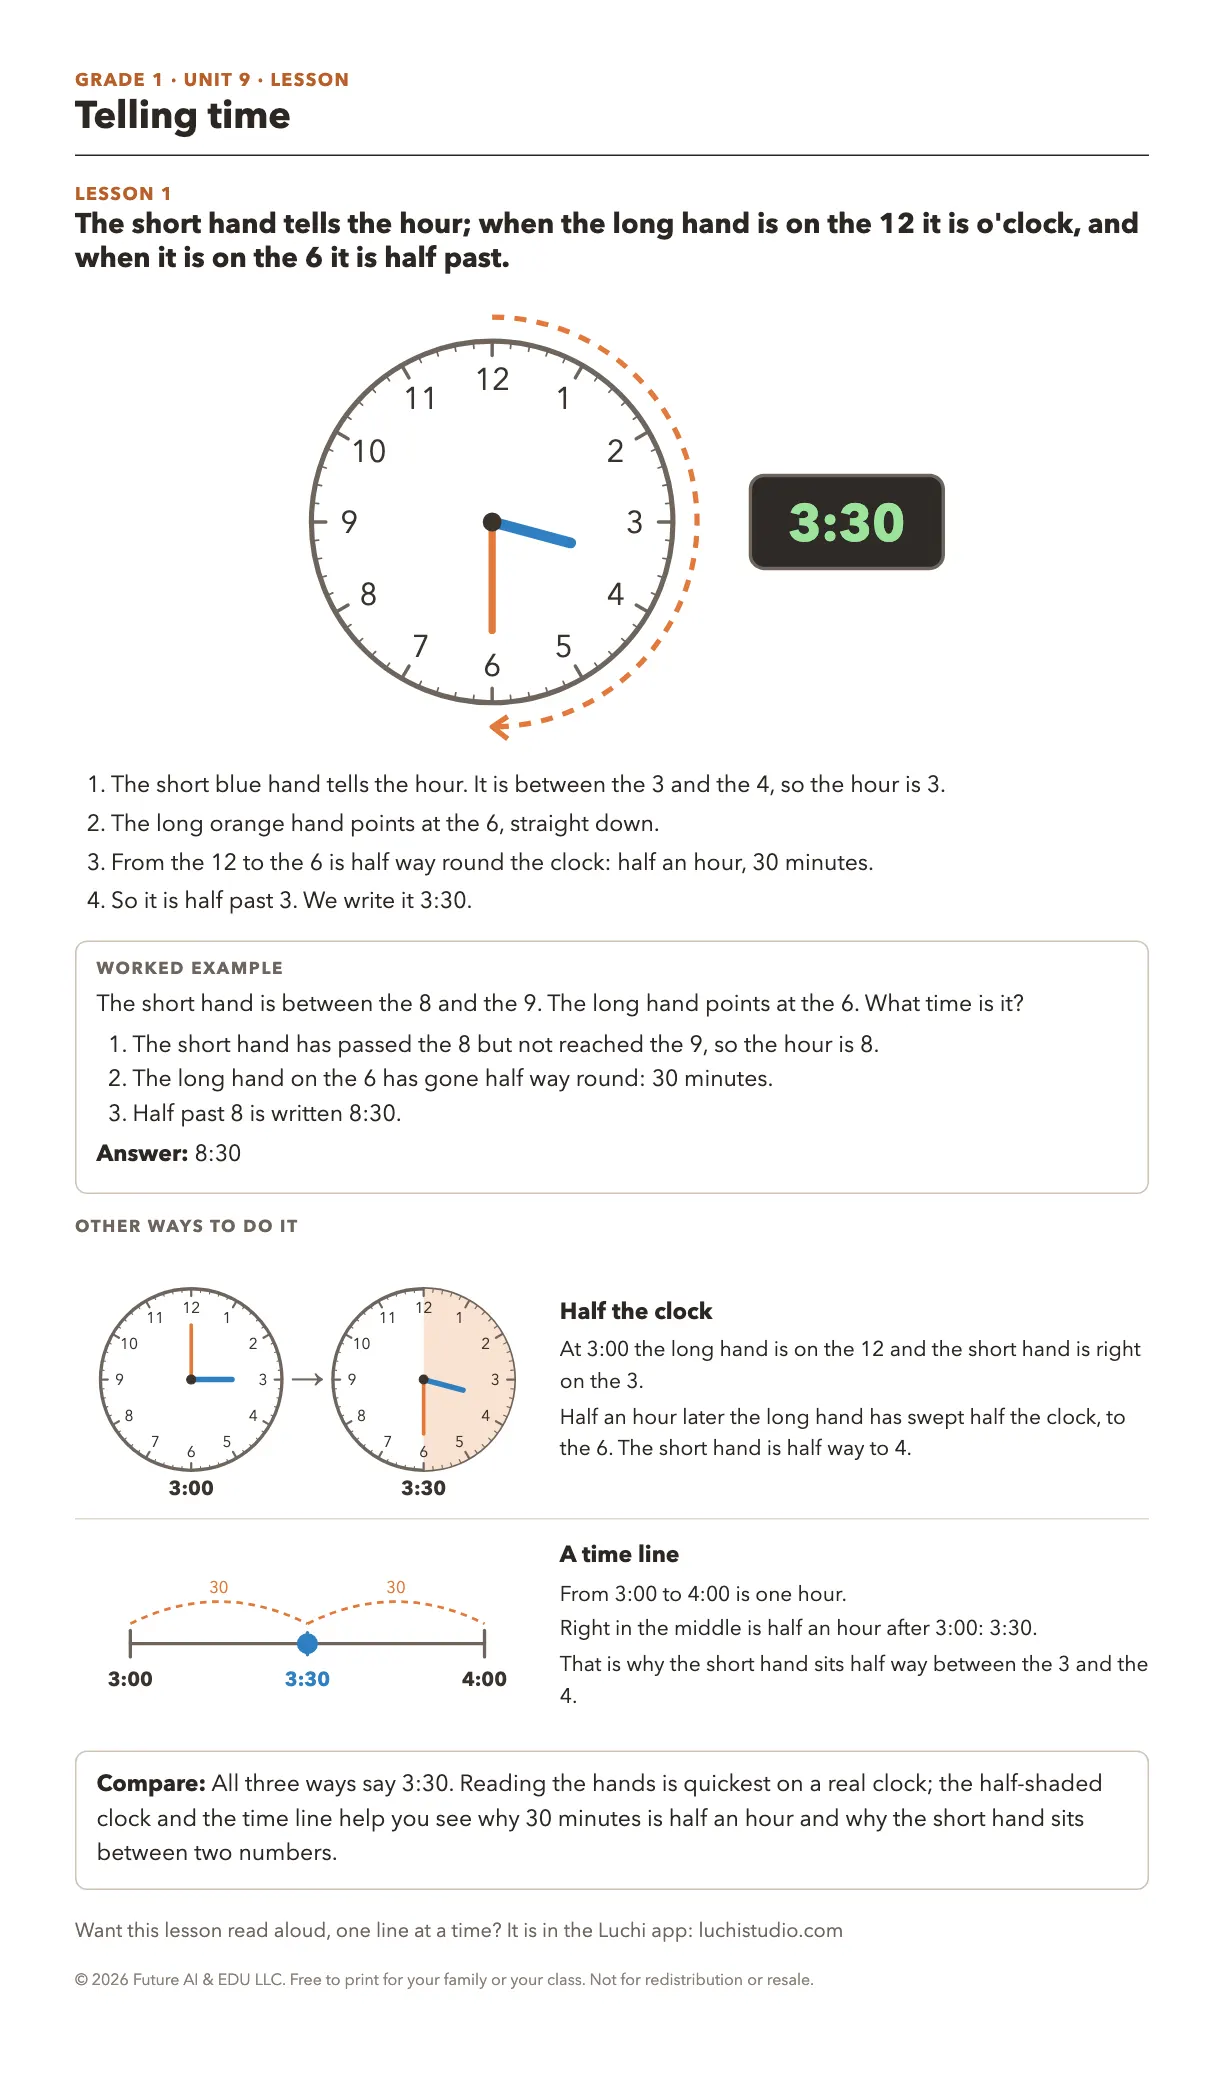 GRADE 1 · UNIT 9 · LESSON
Telling time
LESSON 1
The short hand tells the hour; when the long hand is on the 12 it is o'clock, and
when it is on the 6 it is half past.
12
1
2
3
4
5
6
7
8
9
10
11
3:30
1. The short blue hand tells the hour. It is between the 3 and the 4, so the hour is 3.
2. The long orange hand points at the 6, straight down.
3. From the 12 to the 6 is half way round the clock: half an hour, 30 minutes.
4. So it is half past 3. We write it 3:30.
WORKED EXAMPLE
The short hand is between the 8 and the 9. The long hand points at the 6. What time is it?
1. The short hand has passed the 8 but not reached the 9, so the hour is 8.
2. The long hand on the 6 has gone half way round: 30 minutes.
3. Half past 8 is written 8:30.
Answer: 8:30
OTHER WAYS TO DO IT
12
1
2
3
4
5
6
7
8
9
10
11
3:00
12
1
2
3
4
5
6
7
8
9
10
11
3:30
Half the clock
At 3:00 the long hand is on the 12 and the short hand is right
on the 3.
Half an hour later the long hand has swept half the clock, to
the 6. The short hand is half way to 4.
30 30
3:00 3:30 4:00
A time line
From 3:00 to 4:00 is one hour.
Right in the middle is half an hour after 3:00: 3:30.
That is why the short hand sits half way between the 3 and the
4.
Compare: All three ways say 3:30. Reading the hands is quickest on a real clock; the half-shaded
clock and the time line help you see why 30 minutes is half an hour and why the short hand sits
between two numbers.
Want this lesson read aloud, one line at a time? It is in the Luchi app: luchistudio.com
© 2026 Future AI & EDU LLC. Free to print for your family or your class. Not for redistribution or resale.